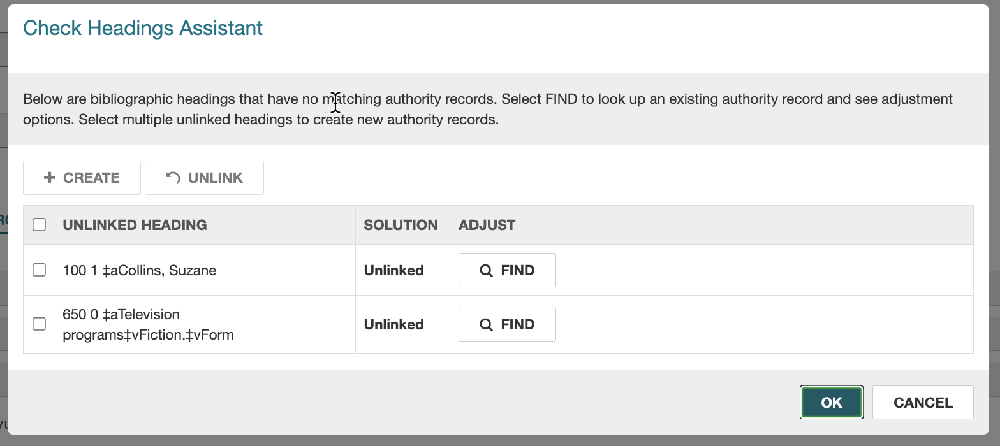 Check Headings Assistant
Below are bibliographic headings that have no matching authority records. Select FIND to look up an existing authority record and see adjustment
options. Select multiple unlinked headings to create new authority records.
+ CREATE
UNLINK
UNLINKED HEADING SOLUTION ADJUST
100 1 ‡aCollins, Suzane Unlinked FIND
650 0 ‡aTelevision
programs‡vFiction.‡vForm Unlinked FIND
OK CANCEL